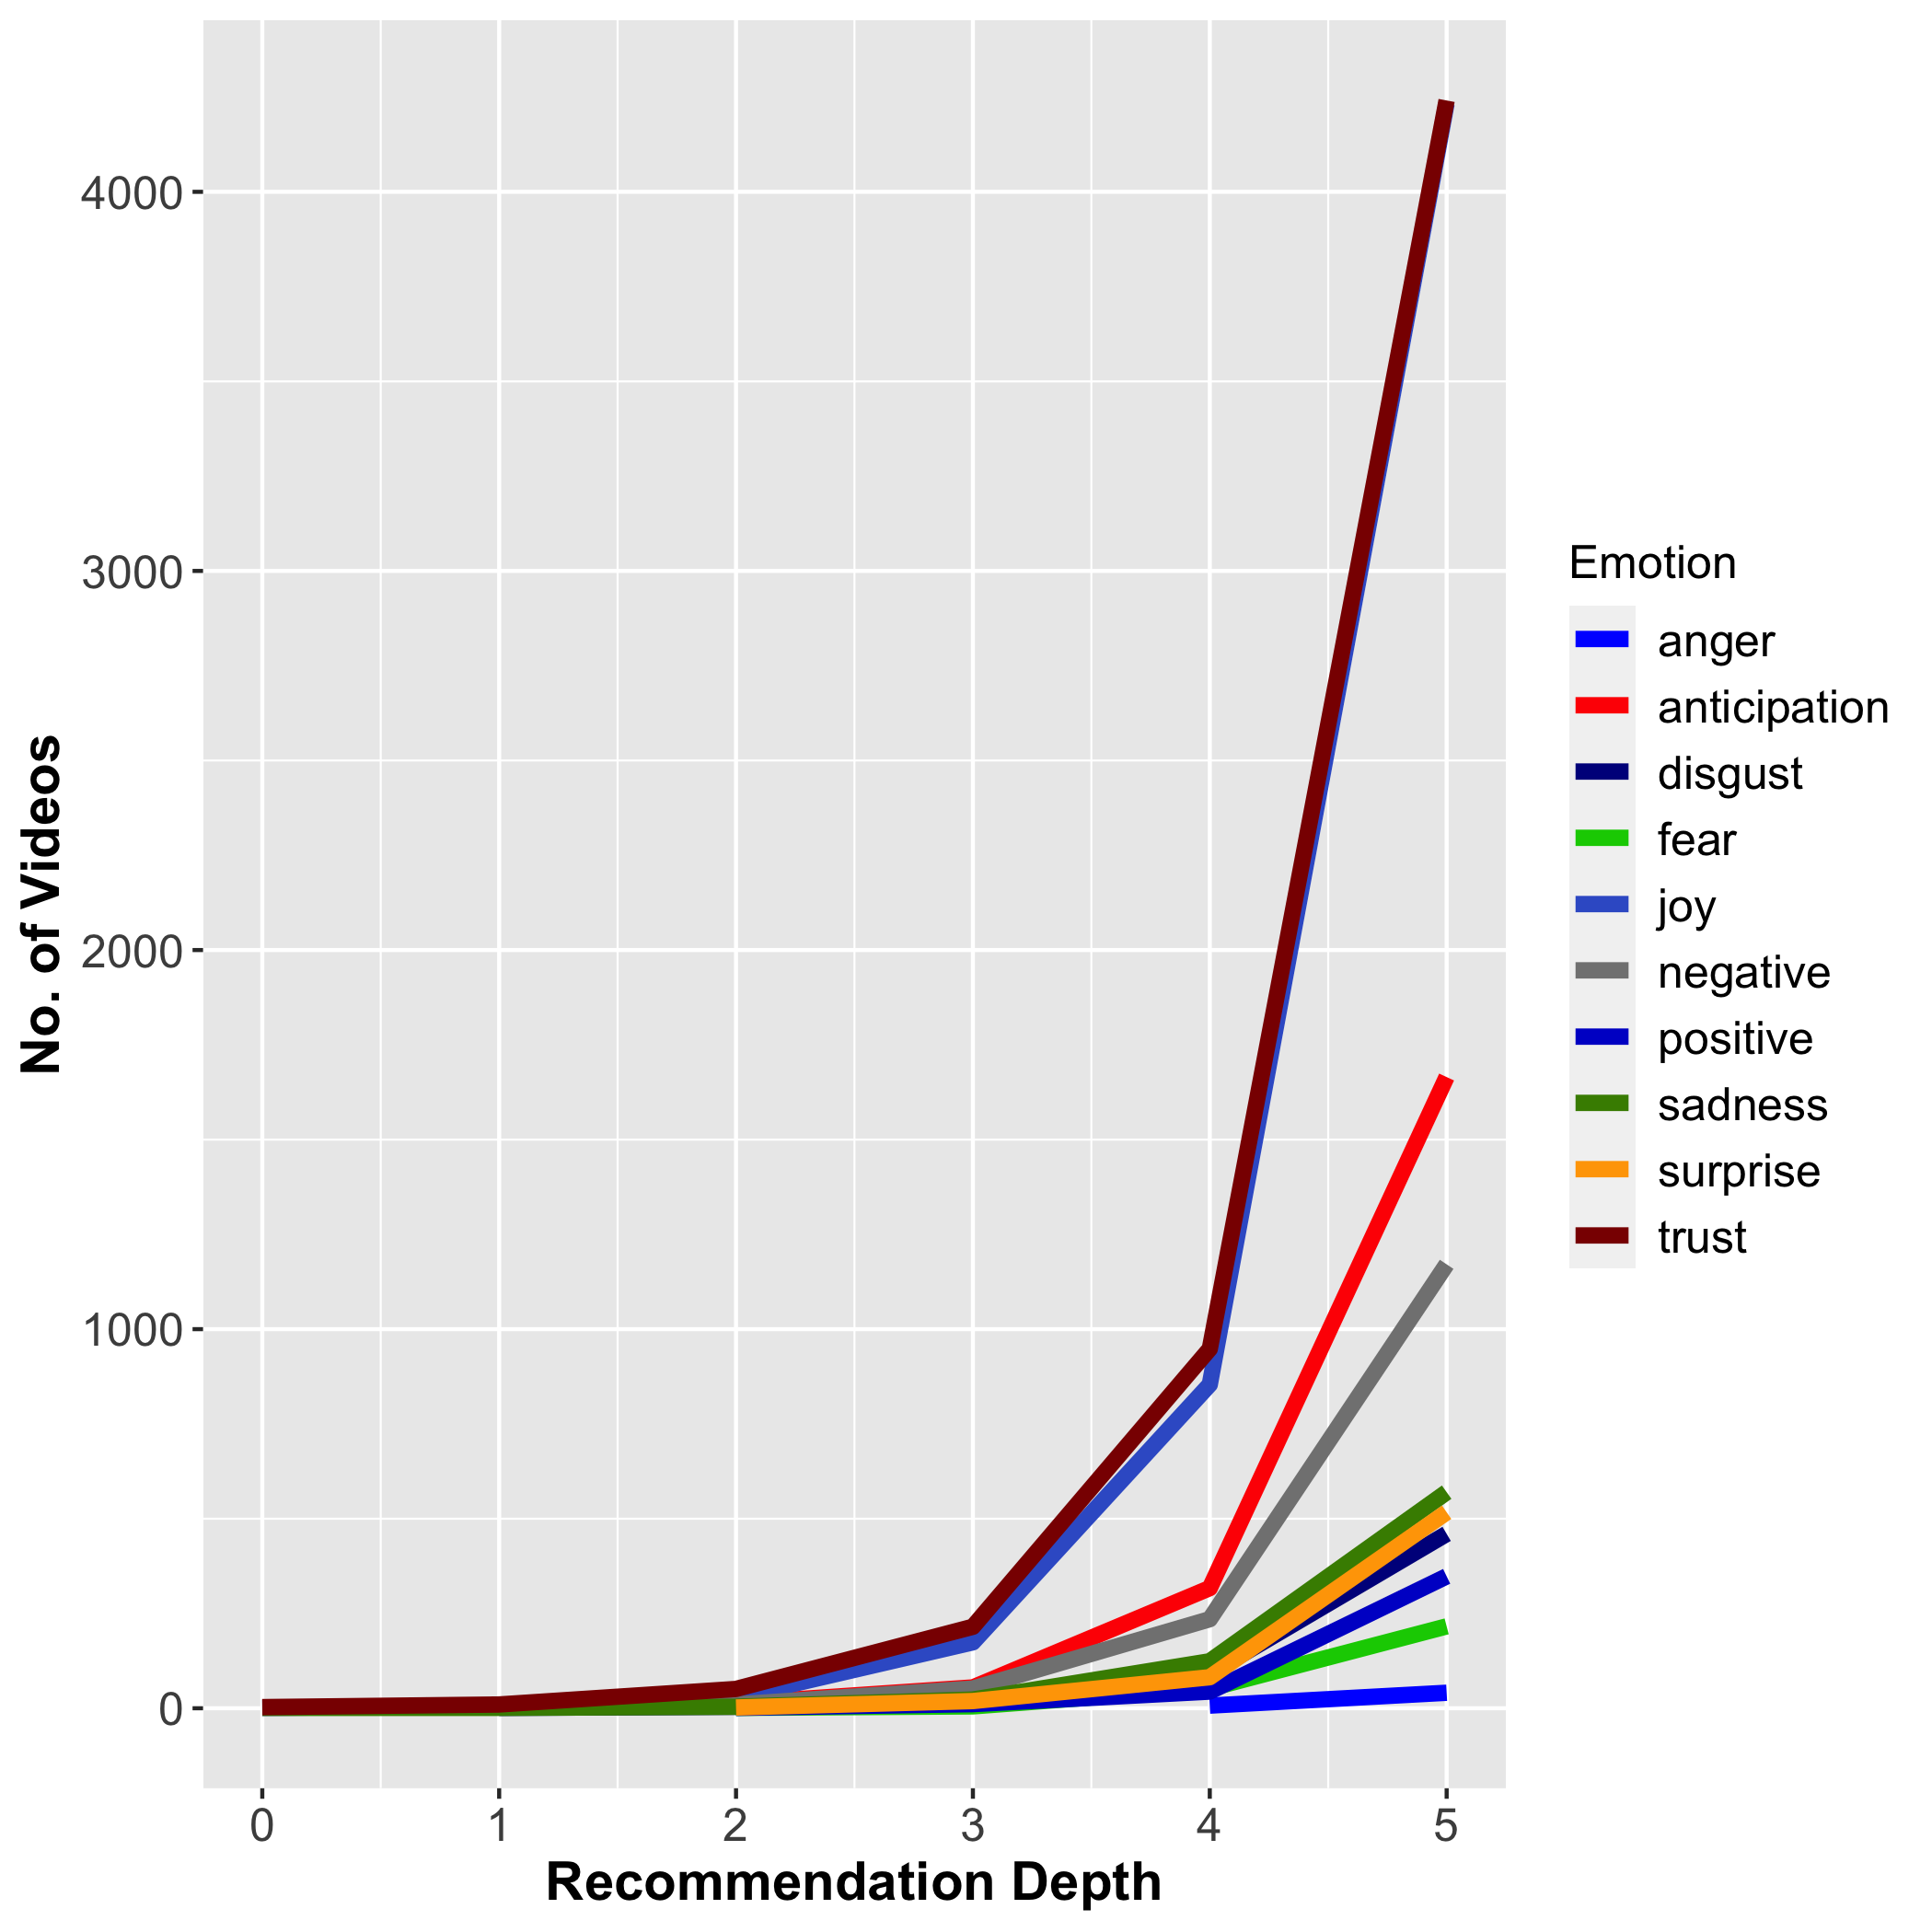 No. of Videos
4000
3000
2000
1000
0
0 1 2 3 4 5
Recommendation Depth
Emotion
anger
anticipation
disgust
fear
joy
negative
positive
sadness
surprise
trust